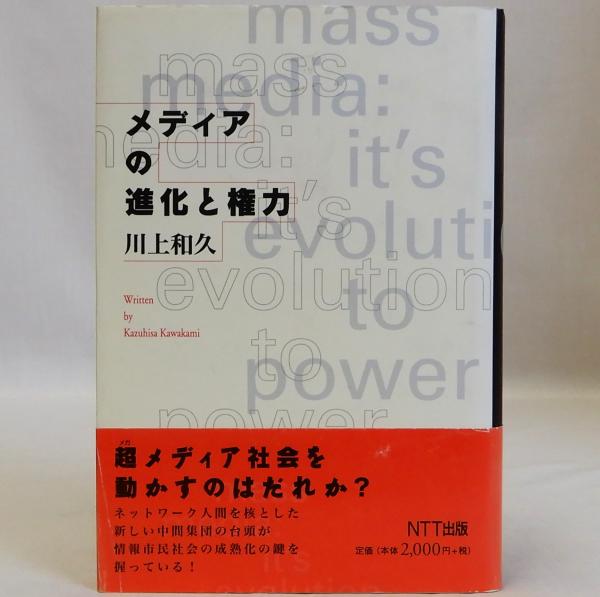 mass
media:
it's
evoluti
to
power
mass
media:
it's
evolution
to
power
メディア
の
進化と権力
川上和久
Written
by
Kazuhisa Kawakami
メガ
超メディア社会を
動かすのはだれか?
ネットワーク人間を核とした
新しい中間集団の台頭が
情報市民社会の成熟化の鍵を
握っている!
NTT出版
定価(本体2,000円+税)
it's
evolution